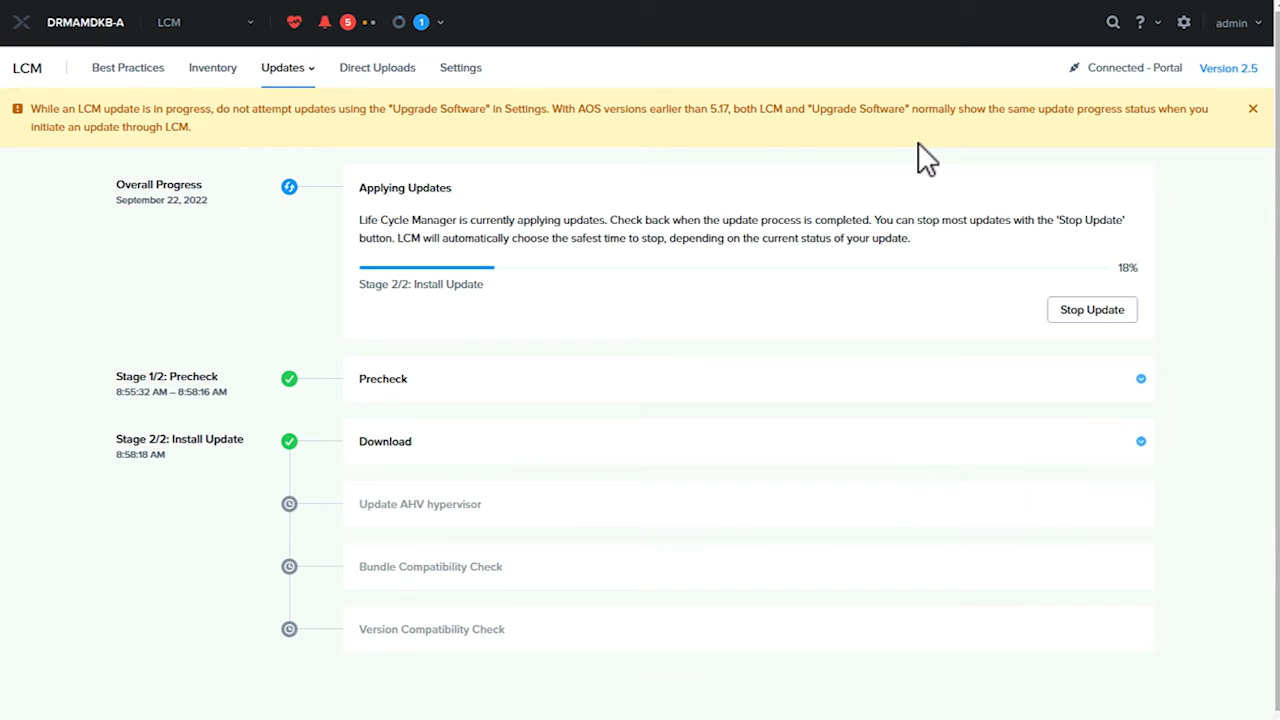 DRMAMDKB-A LCM 5 1 ? admin
LCM Best Practices Inventory Updates Direct Uploads Settings Connected - Portal Version 2.5
While an LCM update is in progress, do not attempt updates using the "Upgrade Software" in Settings. With AOS versions earlier than 5.17, both LCM and "Upgrade Software" normally show the same update progress status when you
initiate an update through LCM.
Overall Progress
September 22, 2022
Applying Updates
Life Cycle Manager is currently applying updates. Check back when the update process is completed. You can stop most updates with the 'Stop Update'
button. LCM will automatically choose the safest time to stop, depending on the current status of your update.
18%
Stage 2/2: Install Update
Stop Update
Stage 1/2: Precheck
8:55:32 AM – 8:58:16 AM
Precheck
Stage 2/2: Install Update
8:58:18 AM
Download
Update AHV hypervisor
Bundle Compatibility Check
Version Compatibility Check